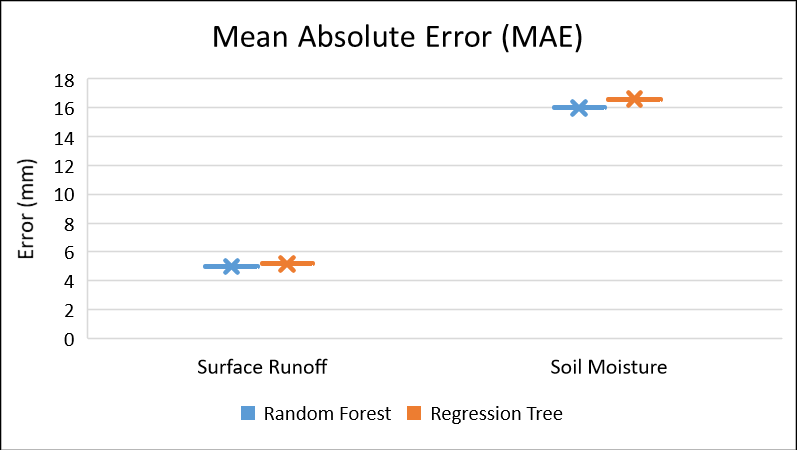 Mean Absolute Error (MAE)
Error (mm)
18
16
14
12
10
8
6
4
2
0
Surface Runoff Soil Moisture
Random Forest Regression Tree